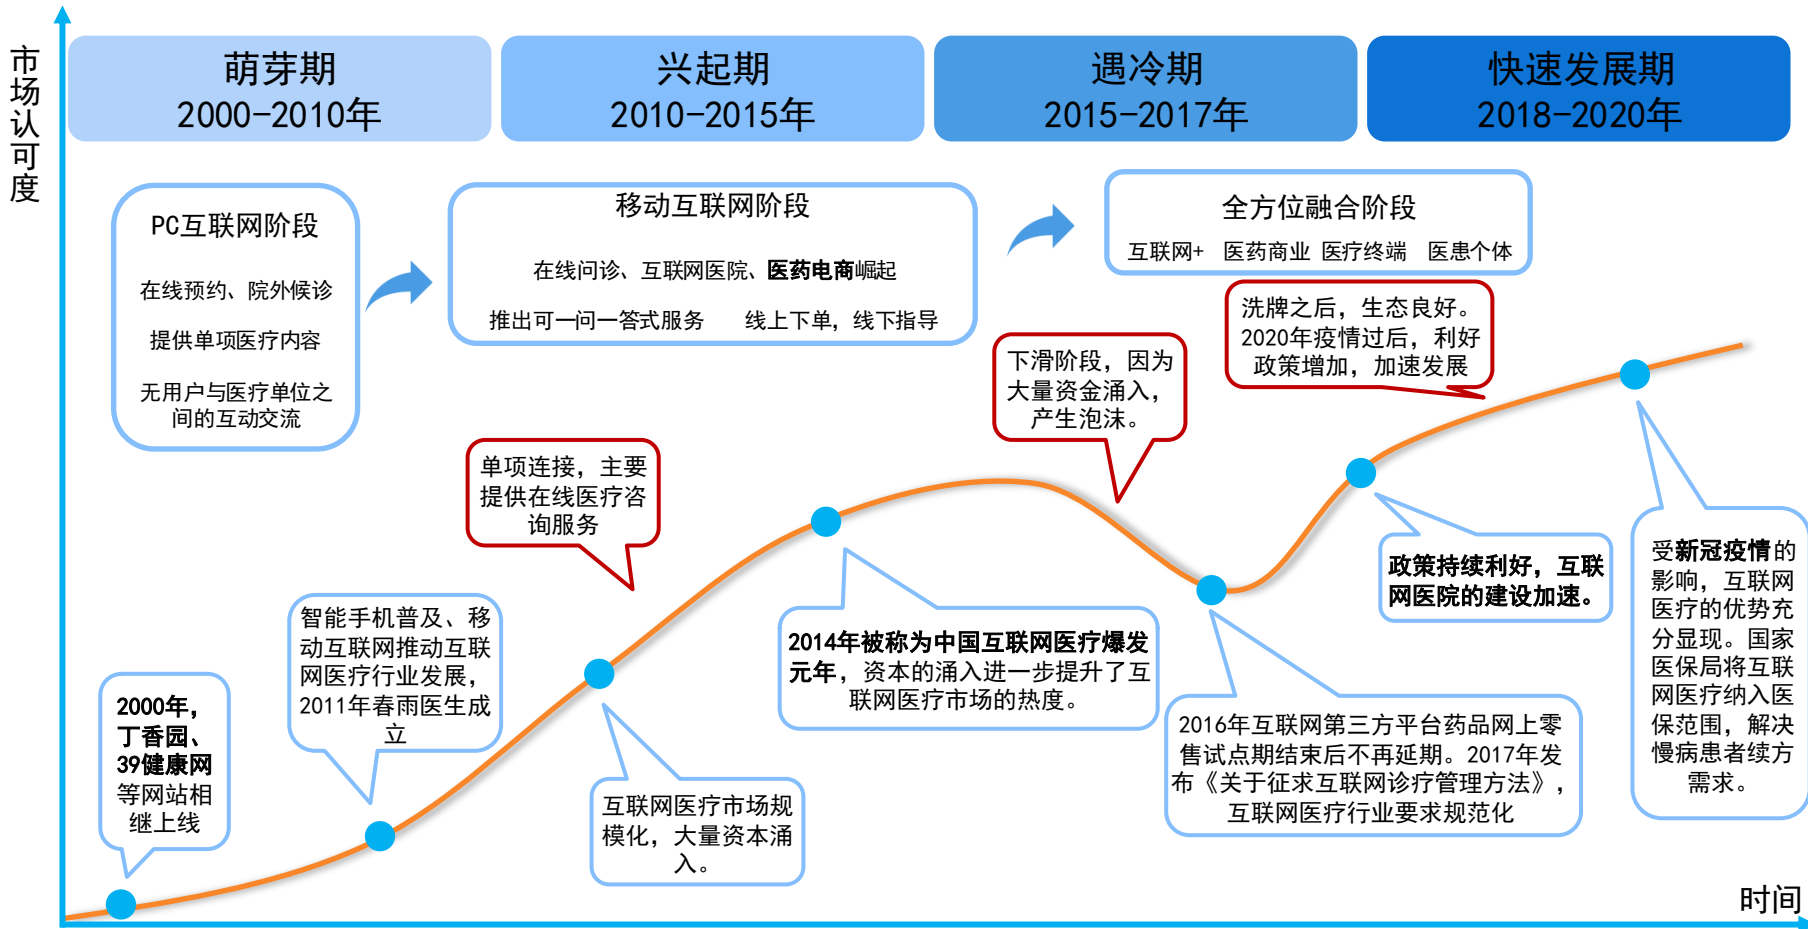 市场认可度
萌芽期
2000-2010年
兴起期
2010-2015年
遇冷期
2015-2017年
快速发展期
2018-2020年
PC互联网阶段
在线预约、院外候诊
提供单项医疗内容
无用户与医疗单位之
间的互动交流
移动互联网阶段
在线问诊、互联网医院、医药电商崛起
推出可一问一答式服务 线上下单，线下指导
全方位融合阶段
互联网+ 医药商业 医疗终端 医患个体
洗牌之后，生态良好。
2020年疫情过后，利好
政策增加，加速发展
下滑阶段，因为
大量资金涌入，
产生泡沫。
单项连接，主要
提供在线医疗咨
询服务
2000年，
丁香园、
39健康网
等网站相
继上线
智能手机普及、移
动互联网推动互联
网医疗行业发展，
2011年春雨医生成
立
互联网医疗市场规
模化，大量资本涌
入。
2014年被称为中国互联网医疗爆发
元年，资本的涌入进一步提升了互
联网医疗市场的热度。
2016年互联网第三方平台药品网上零
售试点期结束后不再延期。2017年发
布《关于征求互联网诊疗管理方法》，
互联网医疗行业要求规范化
政策持续利好，互联
网医院的建设加速。
受新冠疫情的
影响，互联网
医疗的优势充
分显现。国家
医保局将互联
网医疗纳入医
保范围，解决
慢病患者续方
需求。
时间